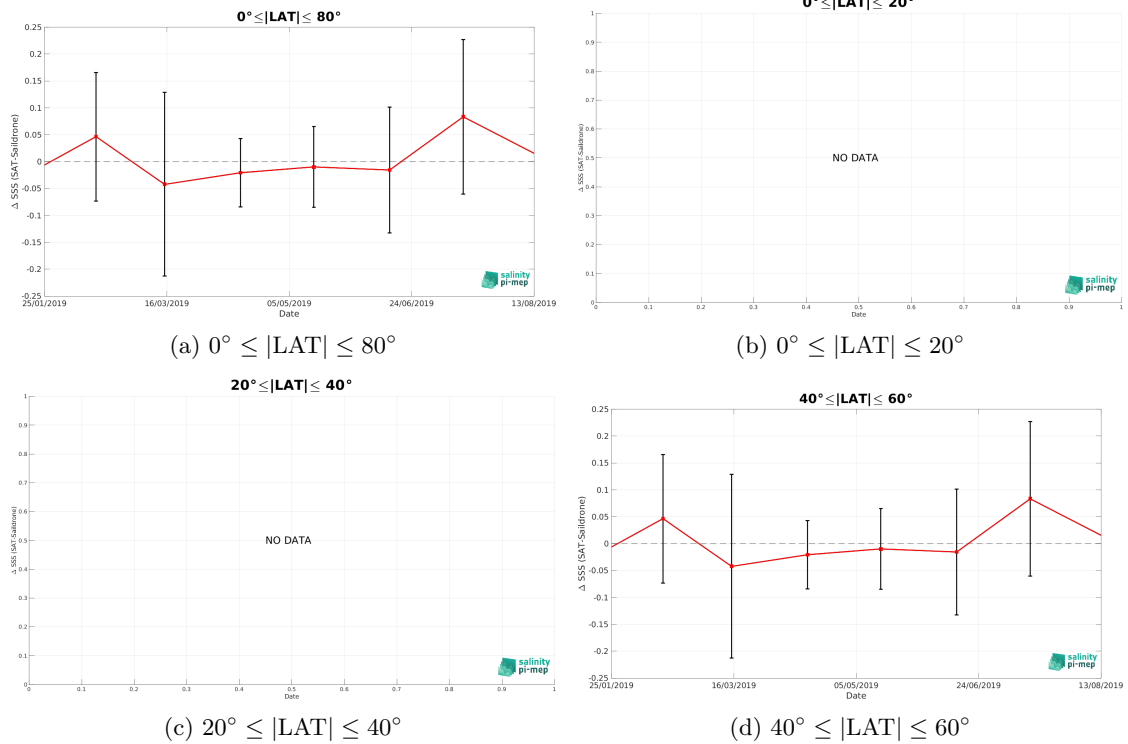 0°≤|LAT|≤ 80°
0.25
0.2
0.15
0.1
0.05
0
-0.05
-0.1
-0.15
-0.2
-0.25
Δ SSS (SAT-Saildrone)
25/01/2019 16/03/2019 05/05/2019 24/06/2019 13/08/2019
Date
salinity
pi-mep
(a) 0° ≤ |LAT| ≤ 80°
0°≤|LAT|≤ 20°
1
0.9
0.8
0.7
0.6
0.5
0.4
0.3
0.2
0.1
0
Δ SSS (SAT-Saildrone)
NO DATA
0 0.1 0.2 0.3 0.4 0.5 0.6 0.7 0.8 0.9 1
Date
salinity
pi-mep
(b) 0° ≤ |LAT| ≤ 20°
20°≤|LAT|≤ 40°
1
0.9
0.8
0.7
0.6
0.5
0.4
0.3
0.2
0.1
0
Δ SSS (SAT-Saildrone)
NO DATA
0 0.1 0.2 0.3 0.4 0.5 0.6 0.7 0.8 0.9 1
Date
salinity
pi-mep
(c) 20° ≤ |LAT| ≤ 40°
40°≤|LAT|≤ 60°
0.25
0.2
0.15
0.1
0.05
0
-0.05
-0.1
-0.15
-0.2
-0.25
Δ SSS (SAT-Saildrone)
25/01/2019 16/03/2019 05/05/2019 24/06/2019 13/08/2019
Date
salinity
pi-mep
(d) 40° ≤ |LAT| ≤ 60°